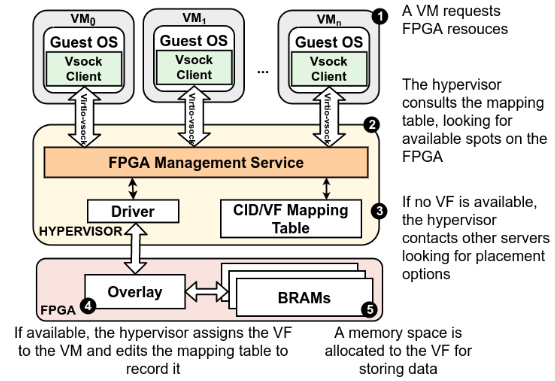 VM0
VM1
VMn
1
A VM requests
FPGA resouces
Guest OS
Guest OS
Guest OS
Vsock
Client
Vsock
Client
...
Vsock
Client
Virtio-vsock
Virtio-vsock
Virtio-vsock
2
The hypervisor
consults the mapping
table, looking for
available spots on the
FPGA
FPGA Management Service
Driver
CID/VF Mapping
Table
3
HYPERVISOR
If no VF is available,
the hypervisor
contacts other servers
looking for placement
options
Overlay
BRAMs
FPGA
4
5
If available, the hypervisor assigns the VF
to the VM and edits the mapping table to
record it
A memory space is
allocated to the VF for
storing data